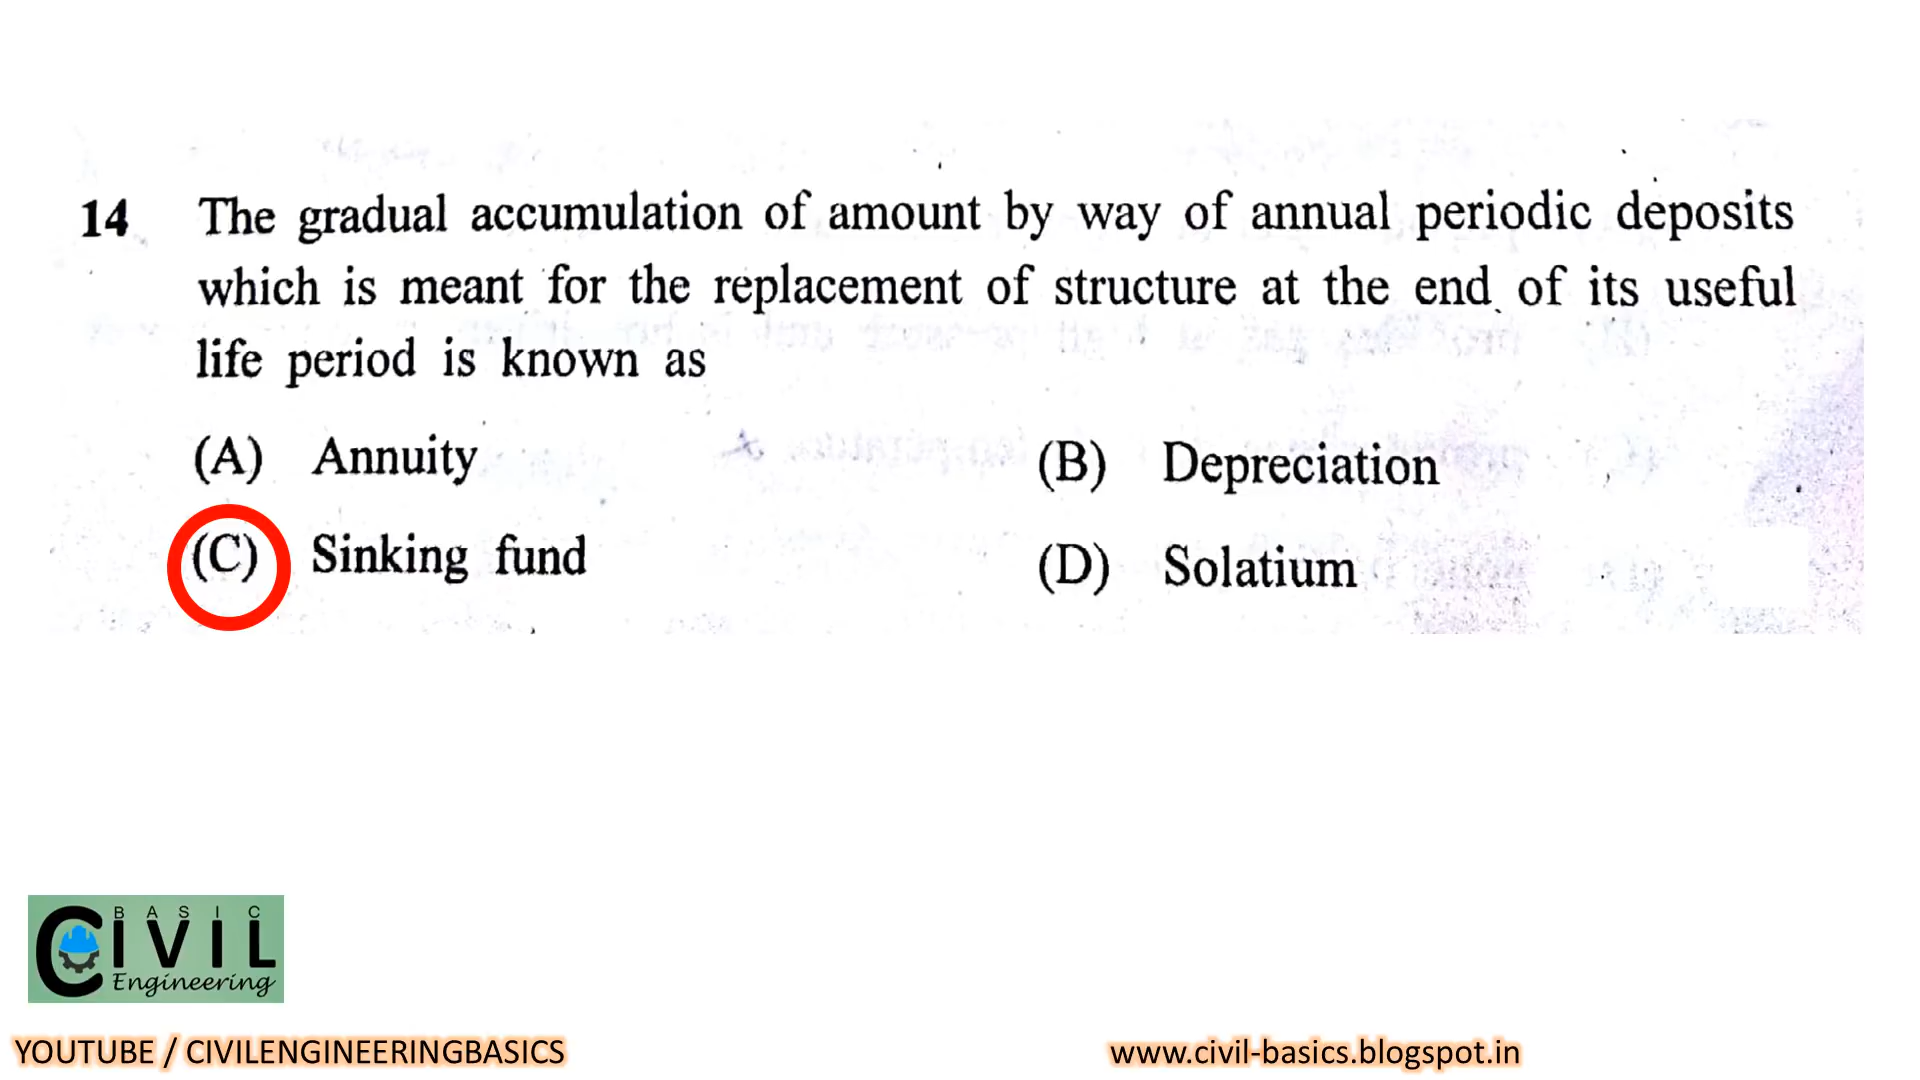 14 The gradual accumulation of amount by way of annual periodic deposits
which is meant for the replacement of structure at the end of its useful
life period is known as
(A) Annuity (B) Depreciation
(C) Sinking fund (D) Solatium
BASIC
CIVIL
Engineering
YOUTUBE / CIVILENGINEERINGBASICS www.civil-basics.blogspot.in